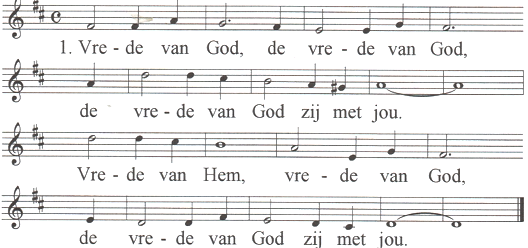 1. Vre - de van God, de vre - de van God,
de vre - de van God zij met jou.
Vre - de van Hem, vre - de van God,
de vre - de van God zij met jou.